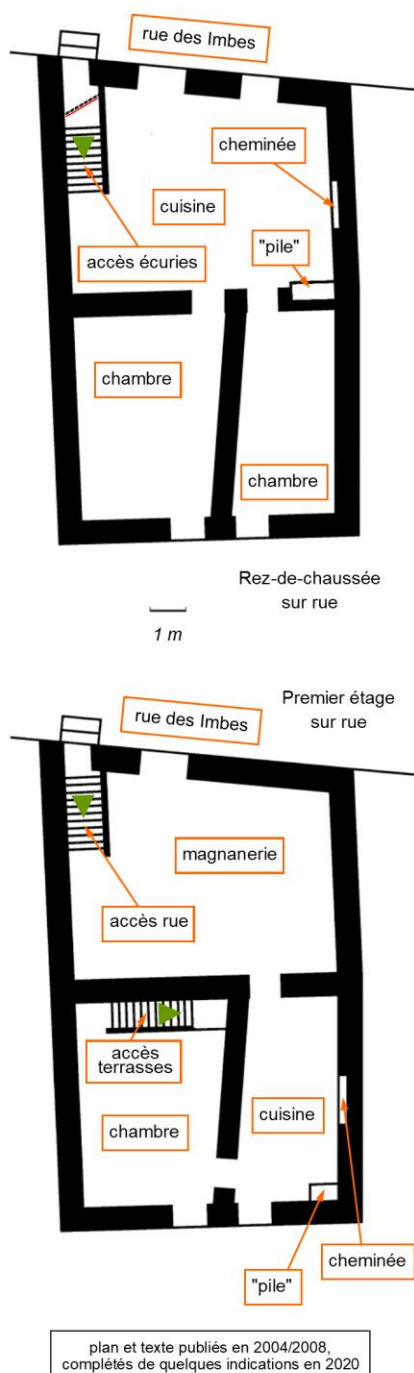 rue des Imbes
cheminée
cuisine
"pile"
accès écuries
chambre
chambre
Rez-de-chaussée
sur rue
1 m
Premier étage
sur rue
rue des Imbes
magnanerie
accès rue
accès
terrasses
cuisine
chambre
"pile"
cheminée
plan et texte publiés en 2004/2008,
complétés de quelques indications en 2020